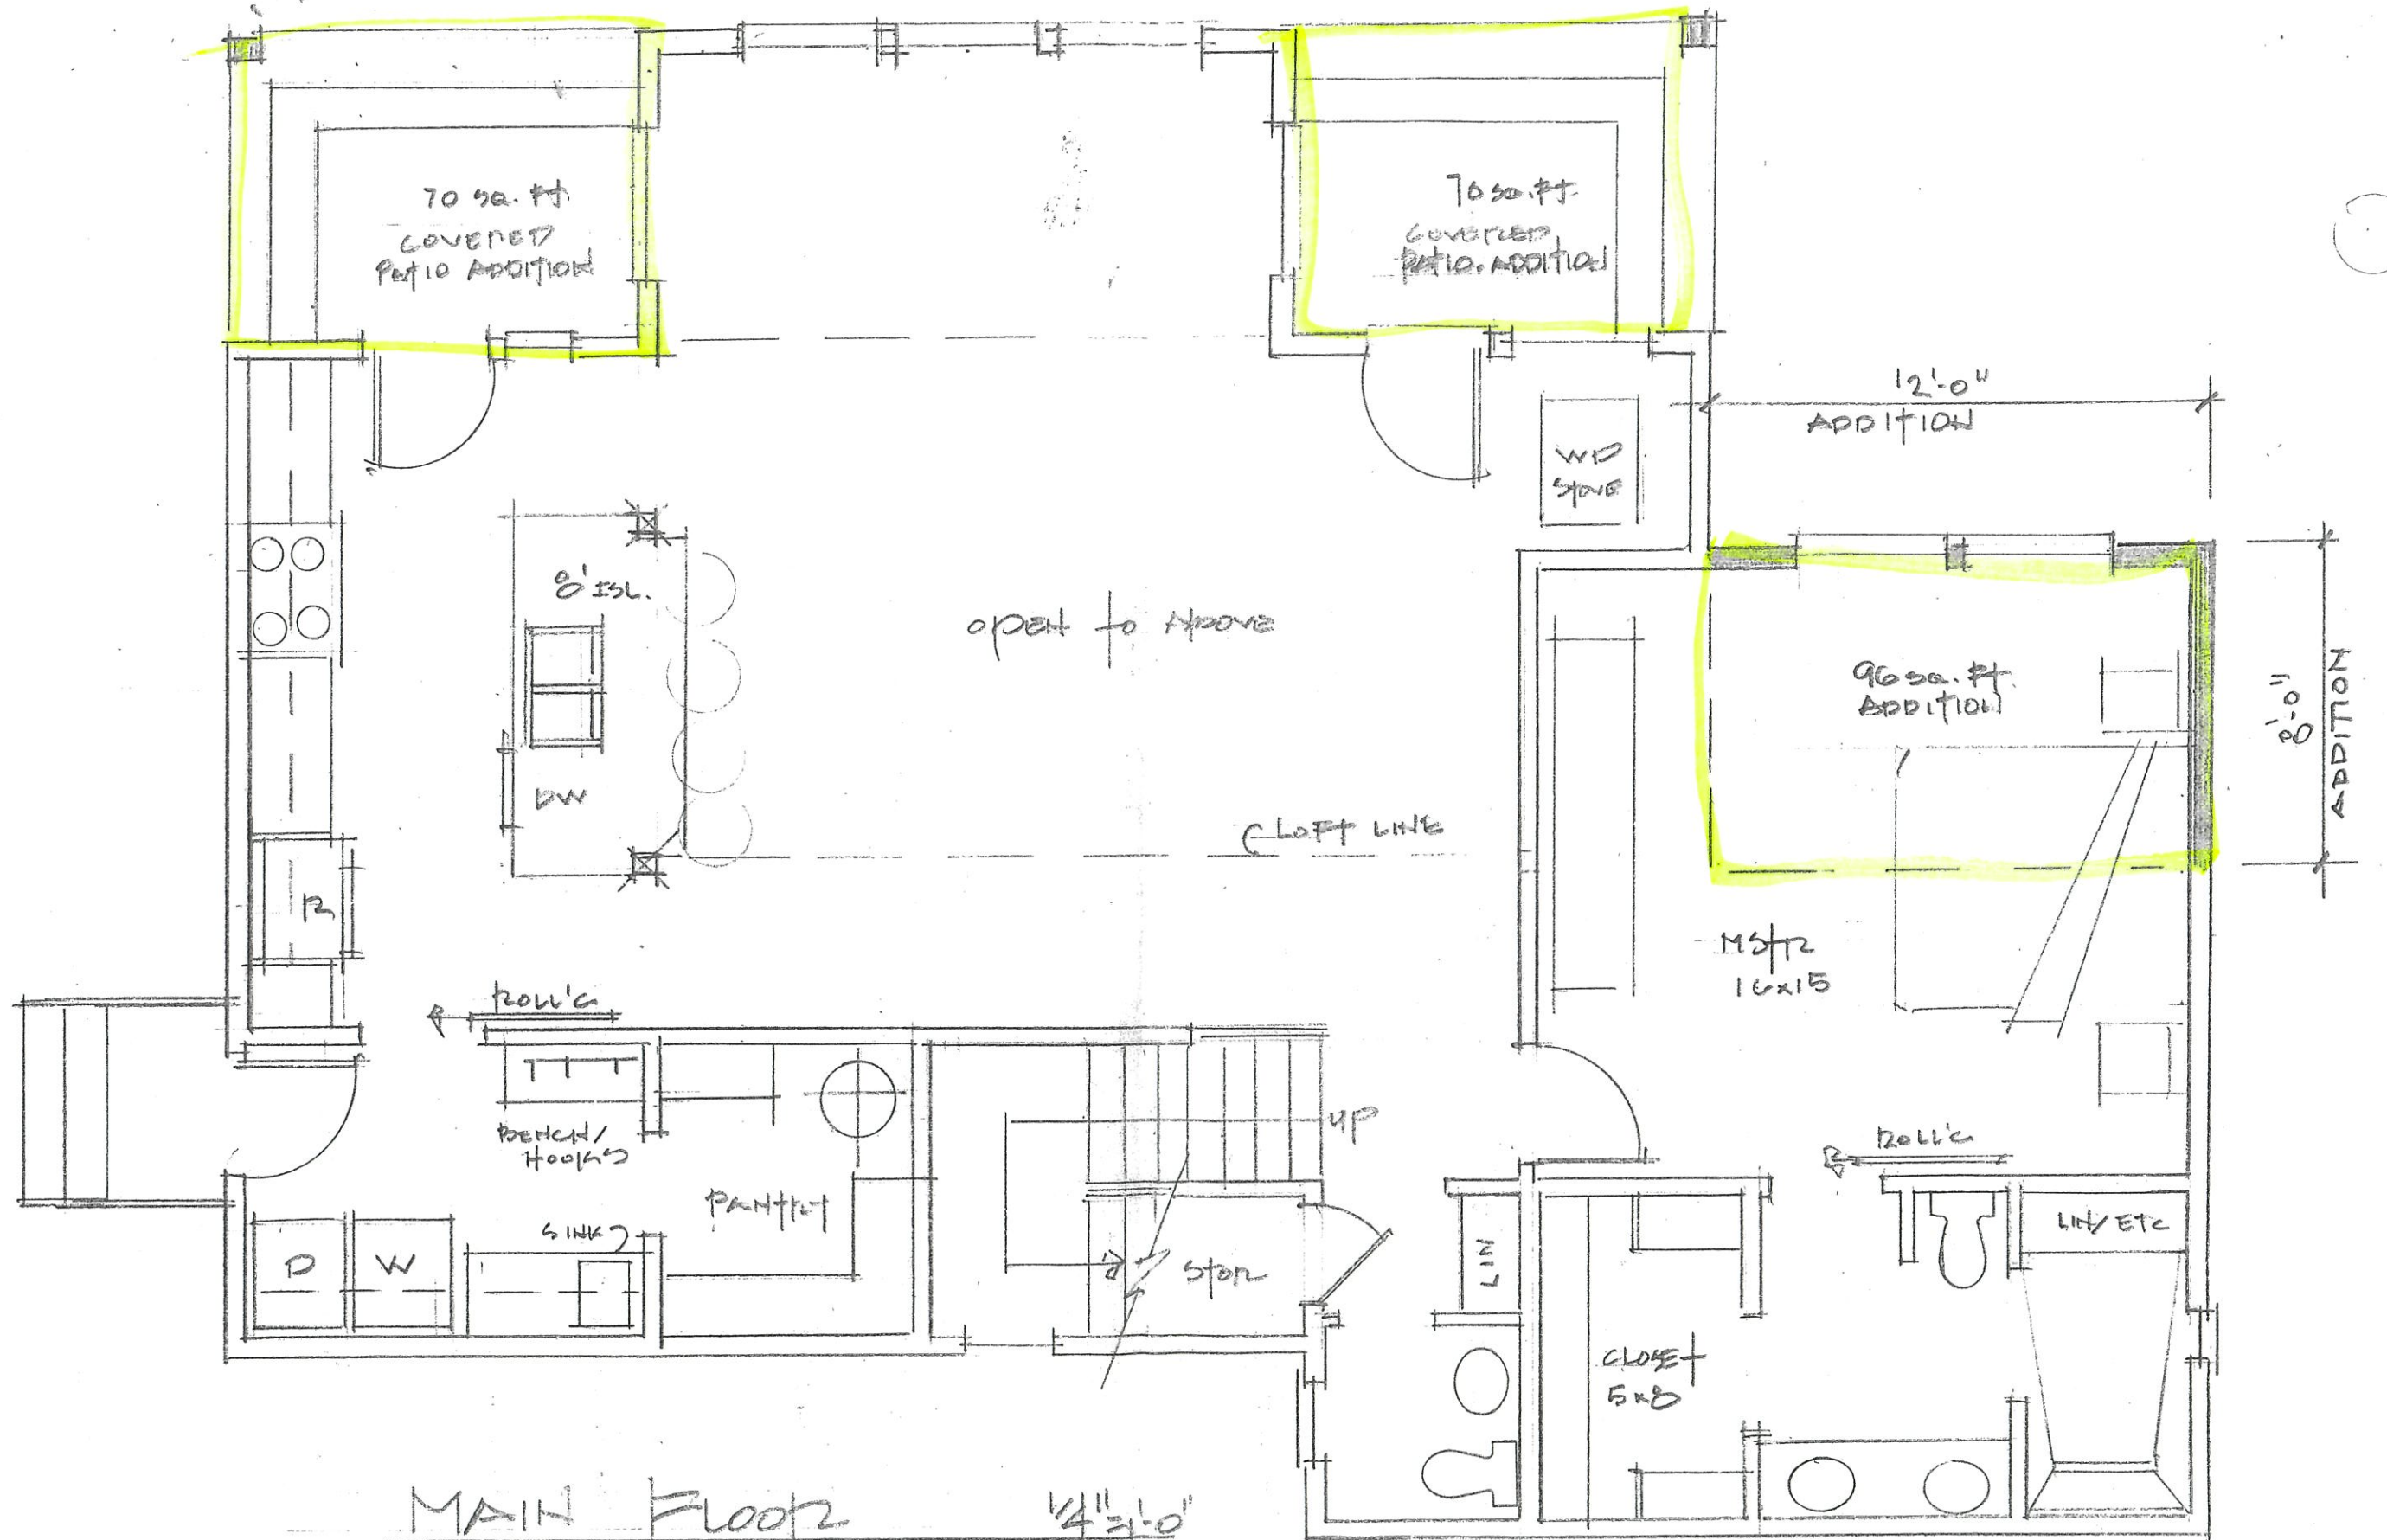 70 SQ. FT.
COVERED
PATIO ADDITION
70 SQ. FT.
COVERED
PATIO ADDITION
12'-0"
ADDITION
WD
STOVE
8' ISL.
OPEN TO ABOVE
96 SQ. FT.
ADDITION
8'-0"
ADDITION
DW
LOFT LINE
R
MSTR
16x15
ROLL'G
BENCH/
HOOKS
UP
ROLL'G
PANTRY
LIN/ETC
SINK
D
W
STOR
LIN
CLOSET
5x8
MAIN FLOOR
1/4"=1'-0"